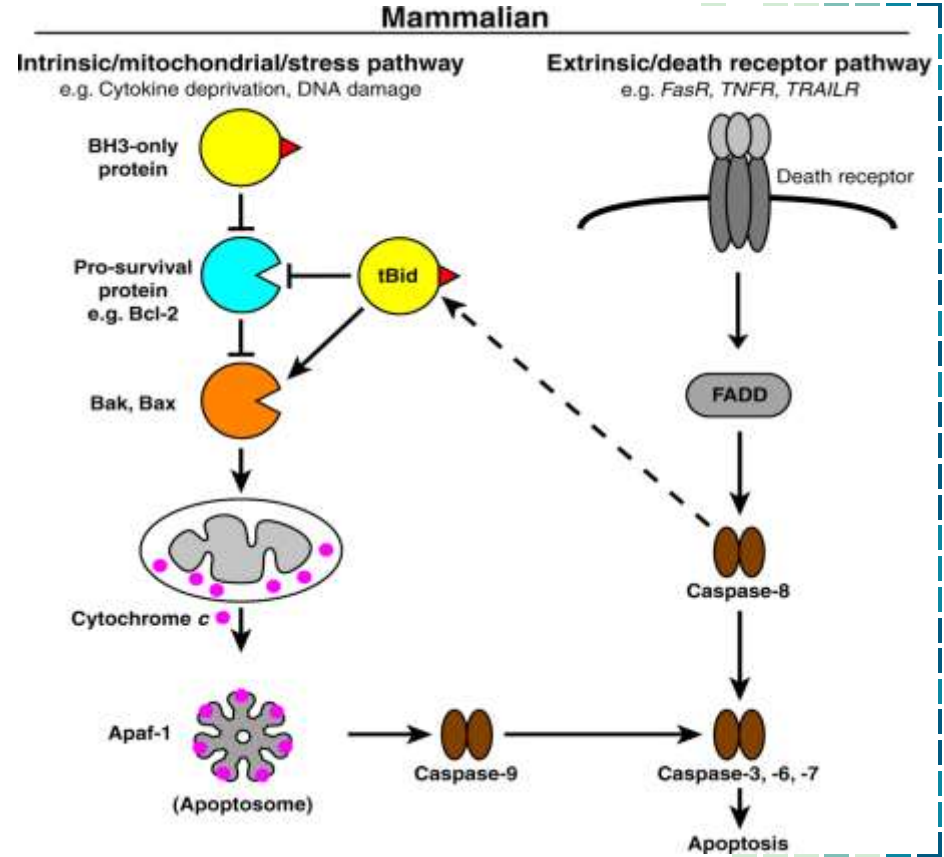 Mammalian
Intrinsic/mitochondrial/stress pathway
e.g. Cytokine deprivation, DNA damage
Extrinsic/death receptor pathway
e.g. FasR, TNFR, TRAILR
BH3-only
protein
Death receptor
Pro-survival
protein
e.g. Bcl-2
tBid
Bak, Bax
FADD
Caspase-8
Cytochrome c
Apaf-1
(Apoptosome)
Caspase-9
Caspase-3, -6, -7
Apoptosis